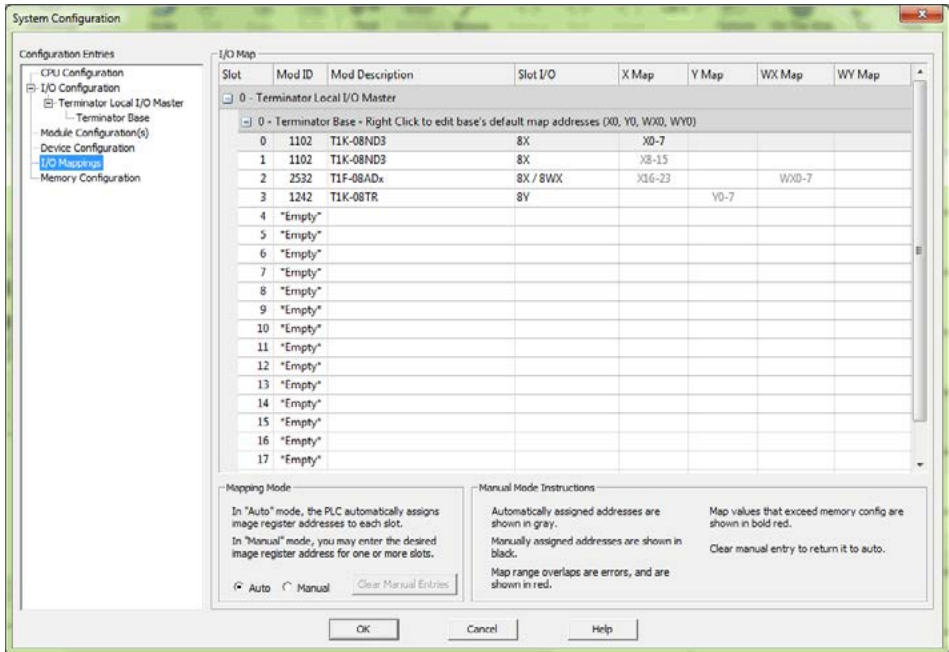 System Configuration
Configuration Entries
CPU Configuration
I/O Configuration
Terminator Local I/O Master
Terminator Base
Module Configuration(s)
Device Configuration
I/O Mappings
Memory Configuration
I/O Map
Slot Mod ID Mod Description Slot I/O X Map Y Map WX Map WY Map
0 - Terminator Local I/O Master
0 - Terminator Base - Right Click to edit base's default map addresses (X0, Y0, WX0, WY0)
0 1102 T1K-08ND3 8X X0-7
1 1102 T1K-08ND3 8X X8-15
2 2532 T1F-08ADx 8X / 8WX X16-23 WX0-7
3 1242 T1K-08TR 8Y Y0-7
4 *Empty*
5 *Empty*
6 *Empty*
7 *Empty*
8 *Empty*
9 *Empty*
10 *Empty*
11 *Empty*
12 *Empty*
13 *Empty*
14 *Empty*
15 *Empty*
16 *Empty*
17 *Empty*
Mapping Mode
In "Auto" mode, the PLC automatically assigns
image register addresses to each slot.
In "Manual" mode, you may enter the desired
image register address for one or more slots.
Auto Manual Clear Manual Entries
Manual Mode Instructions
Automatically assigned addresses are
shown in gray.
Manually assigned addresses are shown in
black.
Map range overlaps are errors, and are
shown in red.
Map values that exceed memory config are
shown in bold red.
Clear manual entry to return it to auto.
OK Cancel Help